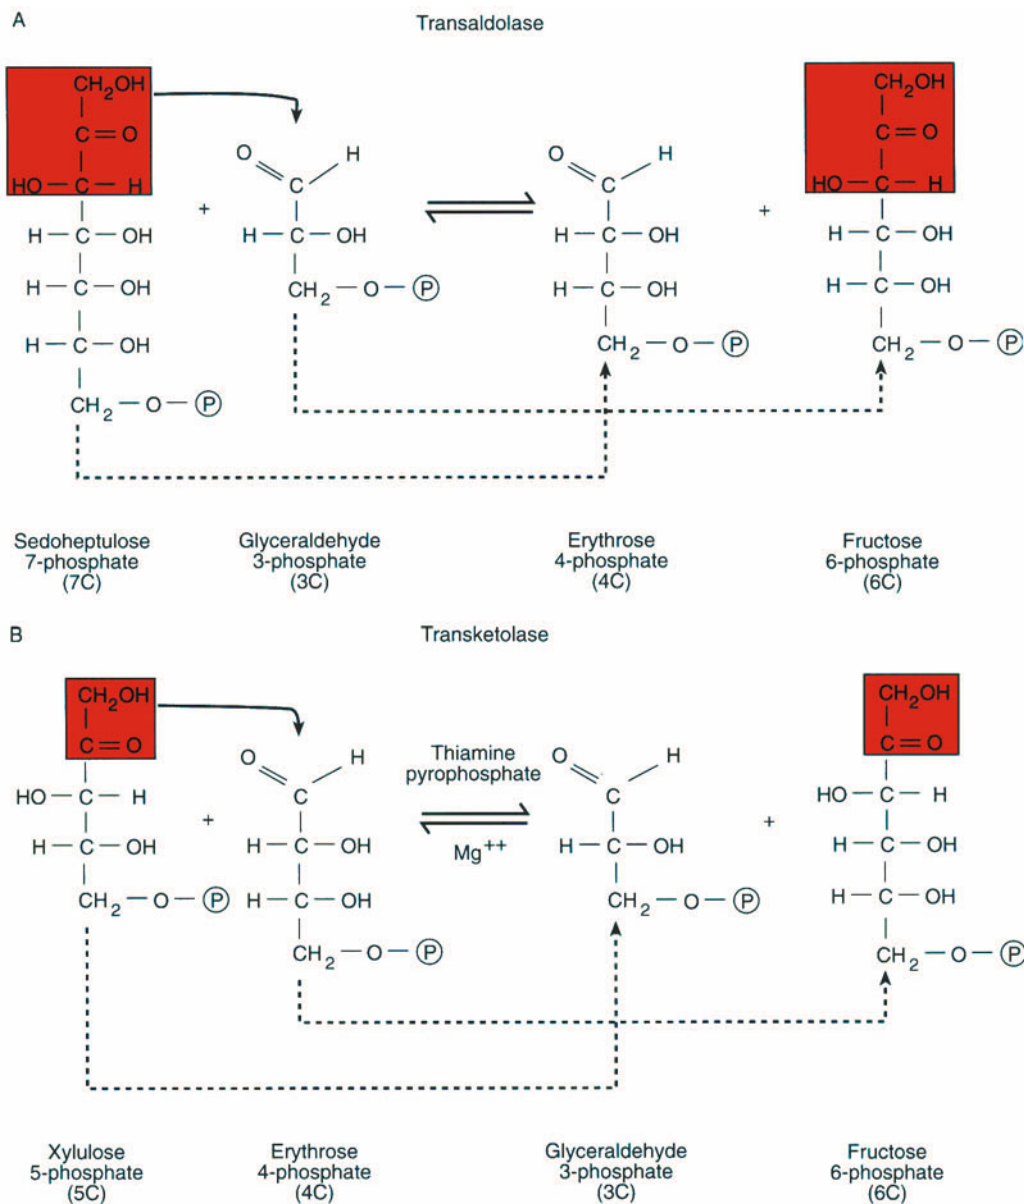 A
Transaldolase
CH₂OH
C=O
HO—C—H
H—C—OH
H—C—OH
H—C—OH
CH₂—O—Ⓟ
+
O H
C
H—C—OH
CH₂—O—Ⓟ
O H
C
H—C—OH
H—C—OH
CH₂—O—Ⓟ
+
CH₂OH
C=O
HO—C—H
H—C—OH
H—C—OH
CH₂—O—Ⓟ
Sedoheptulose
7-phosphate
(7C)
Glyceraldehyde
3-phosphate
(3C)
Erythrose
4-phosphate
(4C)
Fructose
6-phosphate
(6C)
B
Transketolase
CH₂OH
C=O
HO—C—H
H—C—OH
CH₂—O—Ⓟ
+
O H
C
H—C—OH
H—C—OH
CH₂—O—Ⓟ
Thiamine
pyrophosphate
Mg⁺⁺
O H
C
H—C—OH
CH₂—O—Ⓟ
+
CH₂OH
C=O
HO—C—H
H—C—OH
H—C—OH
CH₂—O—Ⓟ
Xylulose
5-phosphate
(5C)
Erythrose
4-phosphate
(4C)
Glyceraldehyde
3-phosphate
(3C)
Fructose
6-phosphate
(6C)